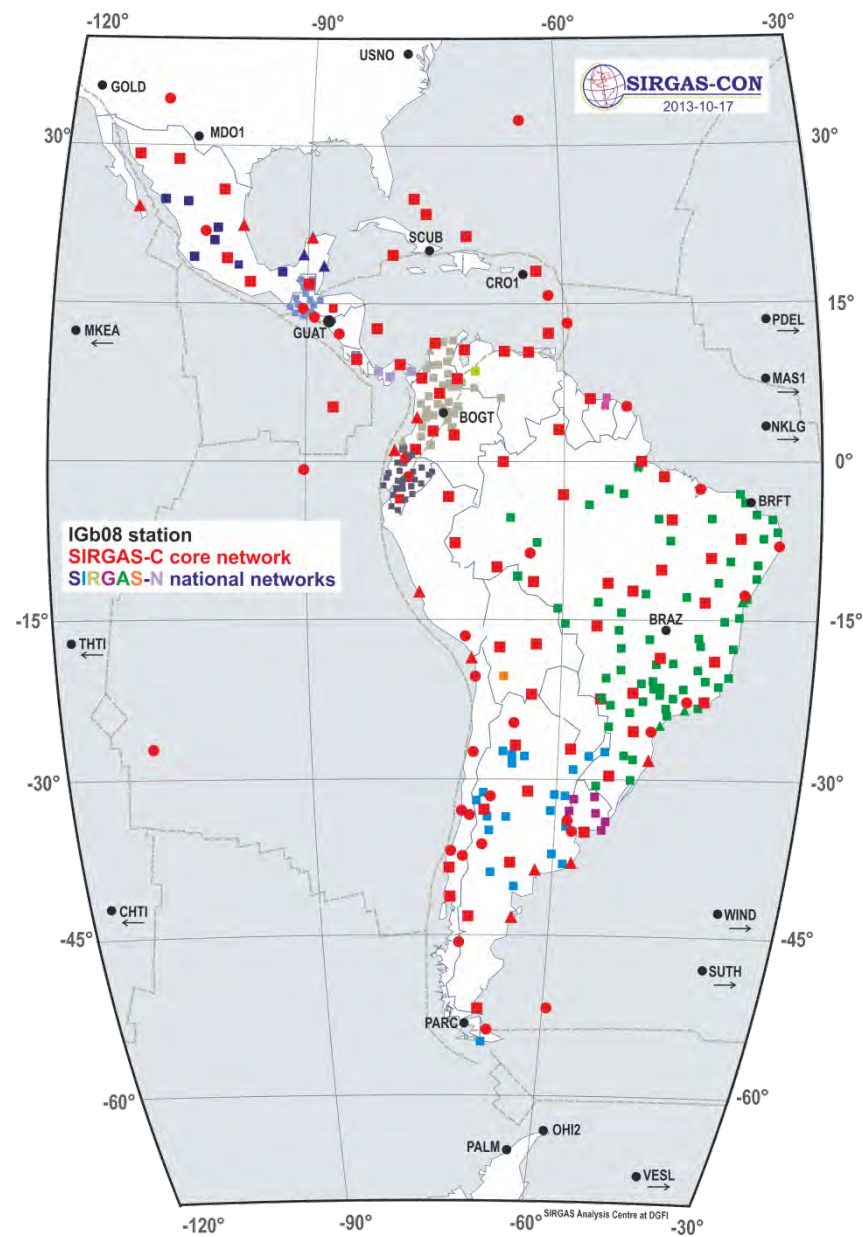 -120° -90° -60° -30°
USNO
GOLD
SIRGAS-CON
2013-10-17
MDO1
30° 30°
SCUB
CRO1
15° 15°
PDEL
MKEA
GUAT
MAS1
BOGT
NKLG
0° 0°
BRFT
IGb08 station
SIRGAS-C core network
SIRGAS-N national networks
-15° -15°
BRAZ
THTI
-30° -30°
CHTI
WIND
-45° -45°
SUTH
PARC
-60° -60°
OHI2
PALM
VESL
SIRGAS Analysis Centre at DGFI
-120° -90° -60° -30°